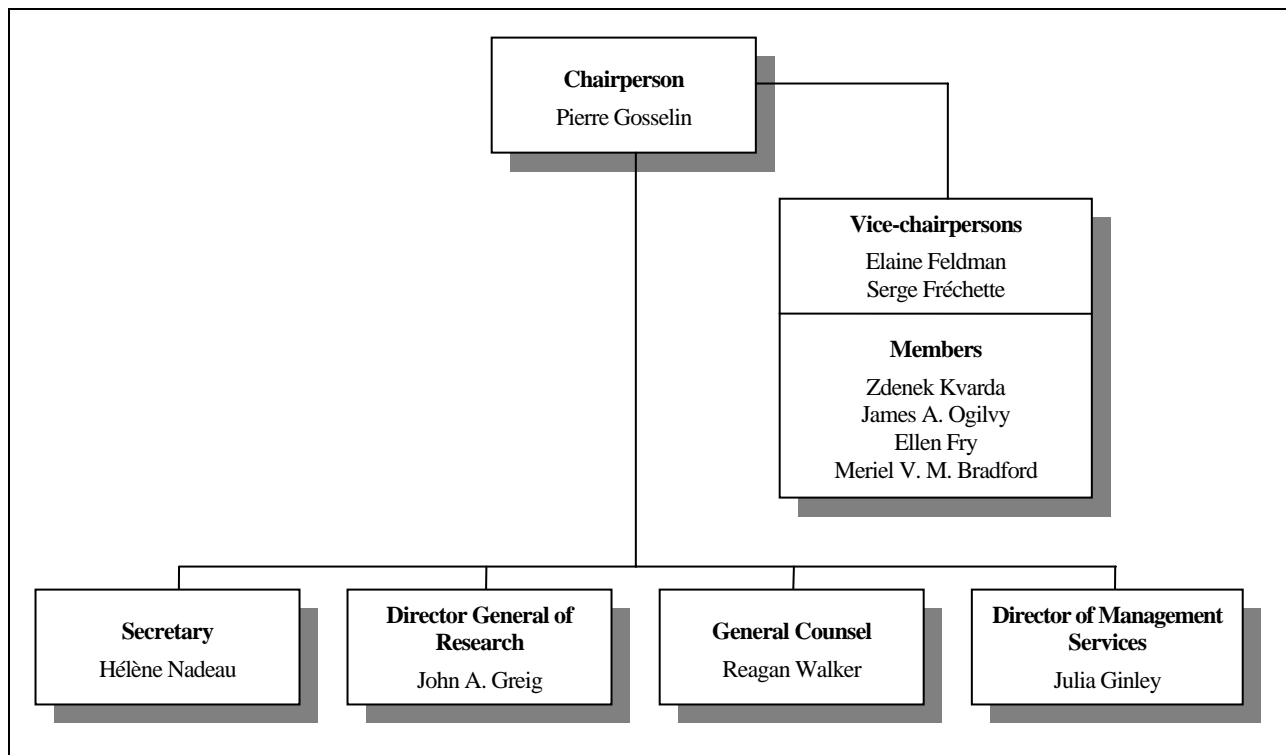 Chairperson
Pierre Gosselin
Vice-chairpersons
Elaine Feldman
Serge Fréchette
Members
Zdenek Kvarda
James A. Ogilvy
Ellen Fry
Meriel V. M. Bradford
Secretary
Hélène Nadeau
Director General of
Research
John A. Greig
General Counsel
Reagan Walker
Director of Management
Services
Julia Ginley